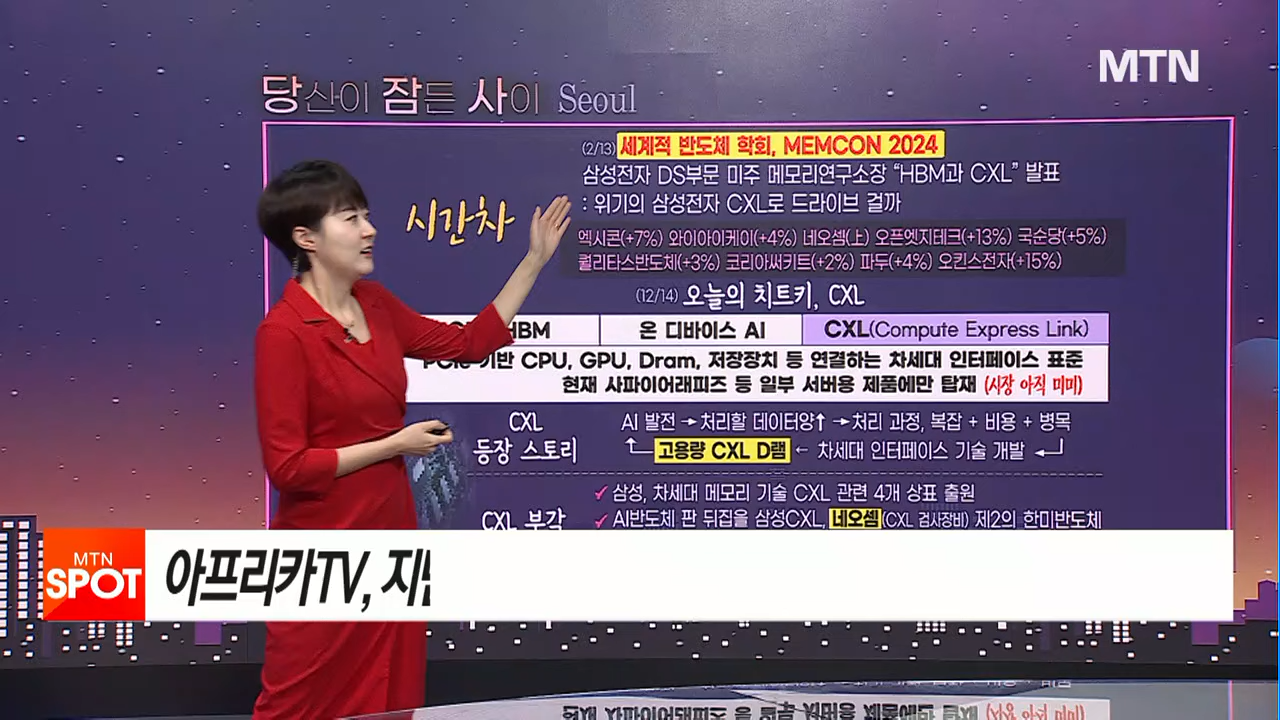 MTN
당신이 잠든 사이 Seoul
(2/13) 세계적 반도체 학회, MEMCON 2024
삼성전자 DS부문 미주 메모리연구소장 “HBM과 CXL” 발표
시간차
: 위기의 삼성전자 CXL로 드라이브 걸까
엑시콘(+7%) 와이아이케이(+4%) 네오셈(上) 오픈엣지테크(+13%) 국순당(+5%)
퀄리타스반도체(+3%) 코리아써키트(+2%) 파두(+4%) 오킨스전자(+15%)
(12/14) 오늘의 치트키, CXL
HBM 온 디바이스 AI CXL(Compute Express Link)
PCIe 기반 CPU, GPU, Dram, 저장장치 등 연결하는 차세대 인터페이스 표준
현재 사파이어래피즈 등 일부 서버용 제품에만 탑재 (시장 아직 미미)
CXL
등장 스토리
AI 발전 → 처리할 데이터양↑ → 처리 과정, 복잡 + 비용 + 병목
고용량 CXL D램 ← 차세대 인터페이스 기술 개발
CXL 부각
✓ 삼성, 차세대 메모리 기술 CXL 관련 4개 상표 출원
✓ AI반도체 판 뒤집을 삼성CXL, 네오셈(CXL 검사장비) 제2의 한미반도체
MTN
SPOT
아프리카TV,